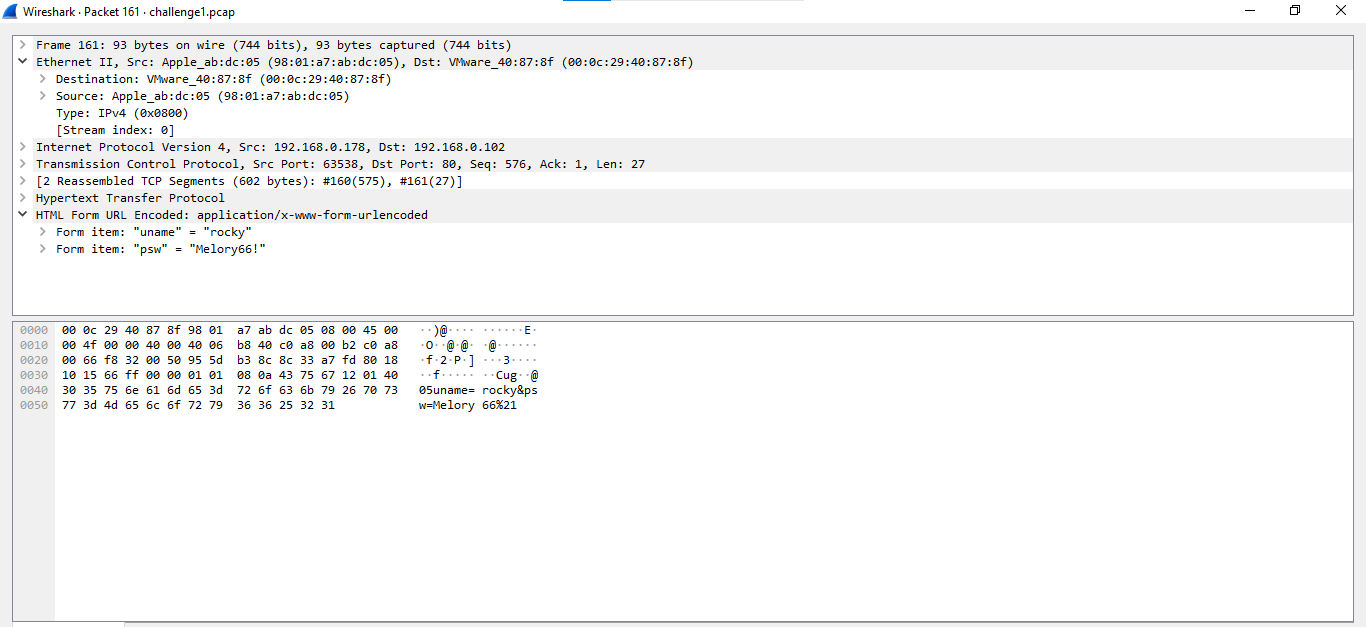 Wireshark · Packet 161 · challenge1.pcap
Frame 161: 93 bytes on wire (744 bits), 93 bytes captured (744 bits)
Ethernet II, Src: Apple_ab:dc:05 (98:01:a7:ab:dc:05), Dst: VMware_40:87:8f (00:0c:29:40:87:8f)
Destination: VMware_40:87:8f (00:0c:29:40:87:8f)
Source: Apple_ab:dc:05 (98:01:a7:ab:dc:05)
Type: IPv4 (0x0800)
[Stream index: 0]
Internet Protocol Version 4, Src: 192.168.0.178, Dst: 192.168.0.102
Transmission Control Protocol, Src Port: 63538, Dst Port: 80, Seq: 576, Ack: 1, Len: 27
[2 Reassembled TCP Segments (602 bytes): #160(575), #161(27)]
Hypertext Transfer Protocol
HTML Form URL Encoded: application/x-www-form-urlencoded
Form item: "uname" = "rocky"
Form item: "psw" = "Melory66!"
0000 00 0c 29 40 87 8f 98 01 a7 ab dc 05 08 00 45 00 ··)@···· ······E·
0010 00 4f 00 00 40 00 40 06 b8 40 c0 a8 00 b2 c0 a8 ·O··@·@· ·@······
0020 00 66 f8 32 00 50 95 5d b3 8c 8c 33 a7 fd 80 18 ·f·2·P·] ···3····
0030 10 15 66 ff 00 00 01 01 08 0a 43 75 67 12 01 40 ··f····· ··Cug··@
0040 30 35 75 6e 61 6d 65 3d 72 6f 63 6b 79 26 70 73 05uname= rocky&ps
0050 77 3d 4d 65 6c 6f 72 79 36 36 25 32 31 w=Melory 66%21